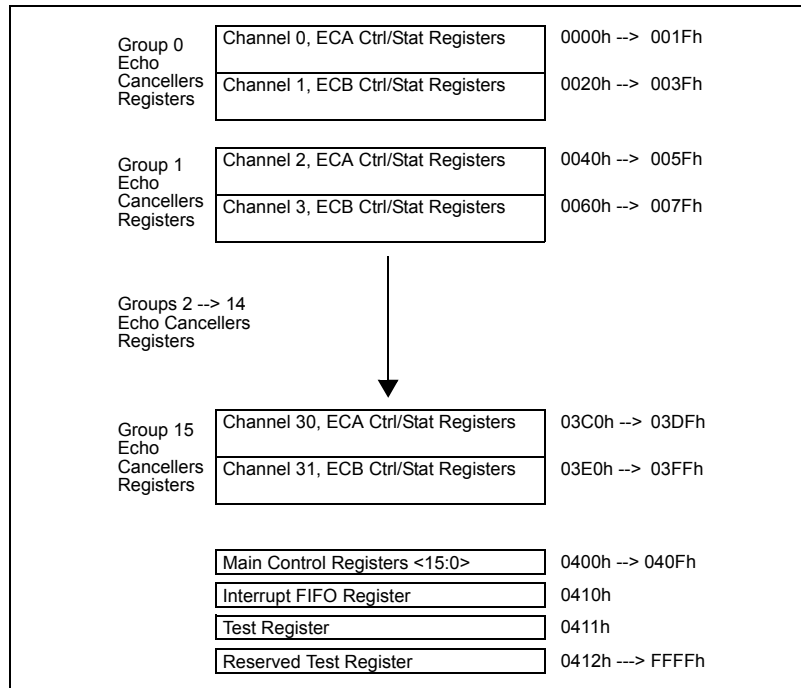 Group 0
Echo
Cancellers
Registers
Channel 0, ECA Ctrl/Stat Registers
0000h --> 001Fh
Channel 1, ECB Ctrl/Stat Registers
0020h --> 003Fh
Group 1
Echo
Cancellers
Registers
Channel 2, ECA Ctrl/Stat Registers
0040h --> 005Fh
Channel 3, ECB Ctrl/Stat Registers
0060h --> 007Fh
Groups 2 --> 14
Echo Cancellers
Registers
Group 15
Echo
Cancellers
Registers
Channel 30, ECA Ctrl/Stat Registers
03C0h --> 03DFh
Channel 31, ECB Ctrl/Stat Registers
03E0h --> 03FFh
Main Control Registers <15:0>
0400h --> 040Fh
Interrupt FIFO Register
0410h
Test Register
0411h
Reserved Test Register
0412h ---> FFFFh